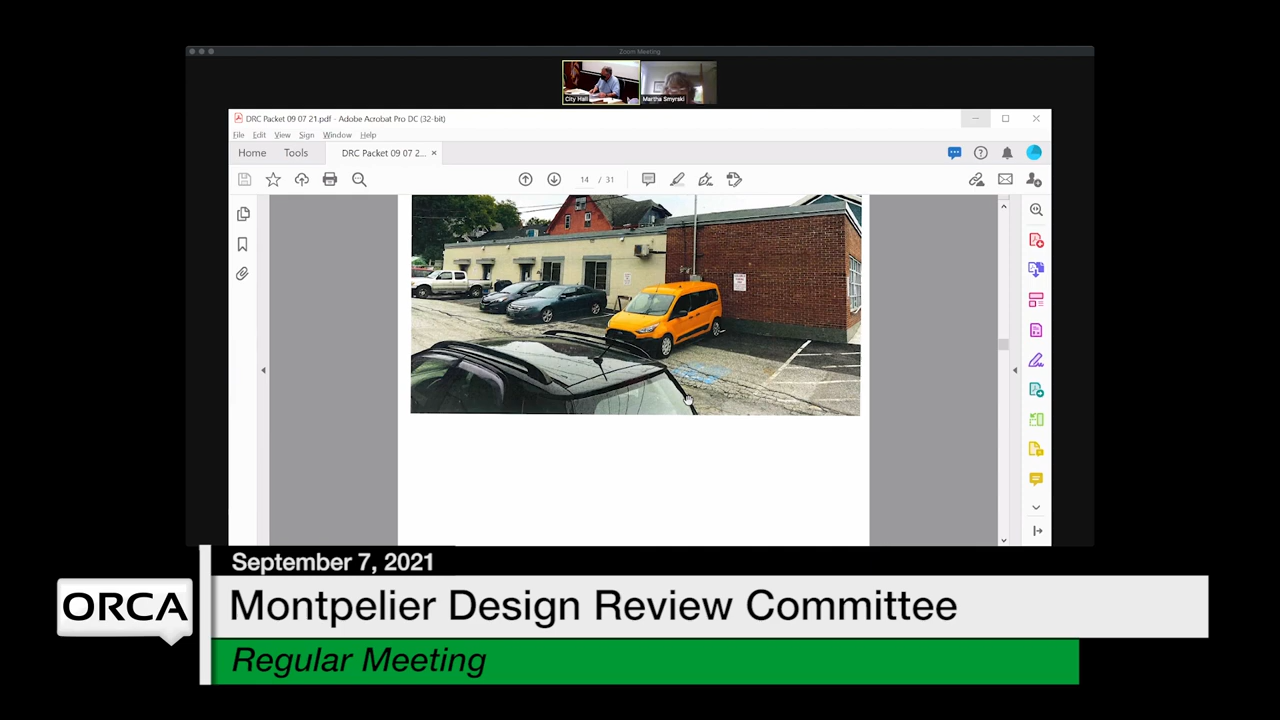 Zoom Meeting
City Hall
Martha Smyrski
DRC Packet 09 07 21.pdf - Adobe Acrobat Pro DC (32-bit)
File Edit View Sign Window Help
Home Tools DRC Packet 09 07 2... ×
14 / 31
September 7, 2021
ORCA
Montpelier Design Review Committee
Regular Meeting